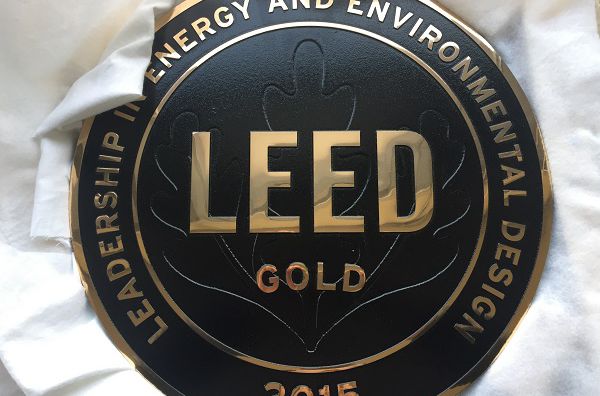 LEADERSHIP IN ENERGY AND ENVIRONMENTAL DESIGN
LEED
GOLD
2015